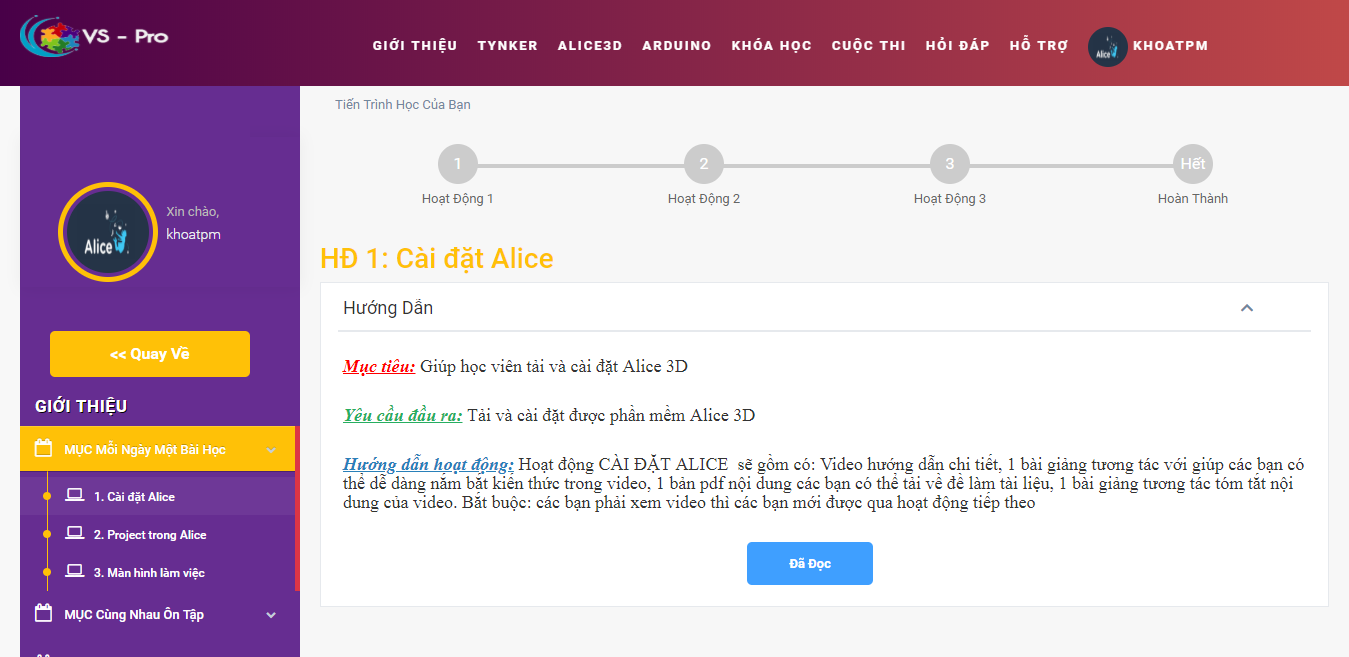 VS - Pro
GIỚI THIỆU TYNKER ALICE3D ARDUINO KHÓA HỌC CUỘC THI HỎI ĐÁP HỖ TRỢ Alice KHOATPM
Tiến Trình Học Của Bạn
1 2 3 Hết
Hoạt Động 1 Hoạt Động 2 Hoạt Động 3 Hoàn Thành
Alice
Xin chào,
khoatpm
<< Quay Về
GIỚI THIỆU
MỤC Mỗi Ngày Một Bài Học
1. Cài đặt Alice
2. Project trong Alice
3. Màn hình làm việc
MỤC Cùng Nhau Ôn Tập
HĐ 1: Cài đặt Alice
Hướng Dẫn
Mục tiêu: Giúp học viên tải và cài đặt Alice 3D
Yêu cầu đầu ra: Tải và cài đặt được phần mềm Alice 3D
Hướng dẫn hoạt động: Hoạt động CÀI ĐẶT ALICE sẽ gồm có: Video hướng dẫn chi tiết, 1 bài giảng tương tác với giúp các bạn có
thể dễ dàng nắm bắt kiến thức trong video, 1 bản pdf nội dung các bạn có thể tải về để làm tài liệu, 1 bài giảng tương tác tóm tắt nội
dung của video. Bắt buộc: các bạn phải xem video thì các bạn mới được qua hoạt động tiếp theo
Đã Đọc